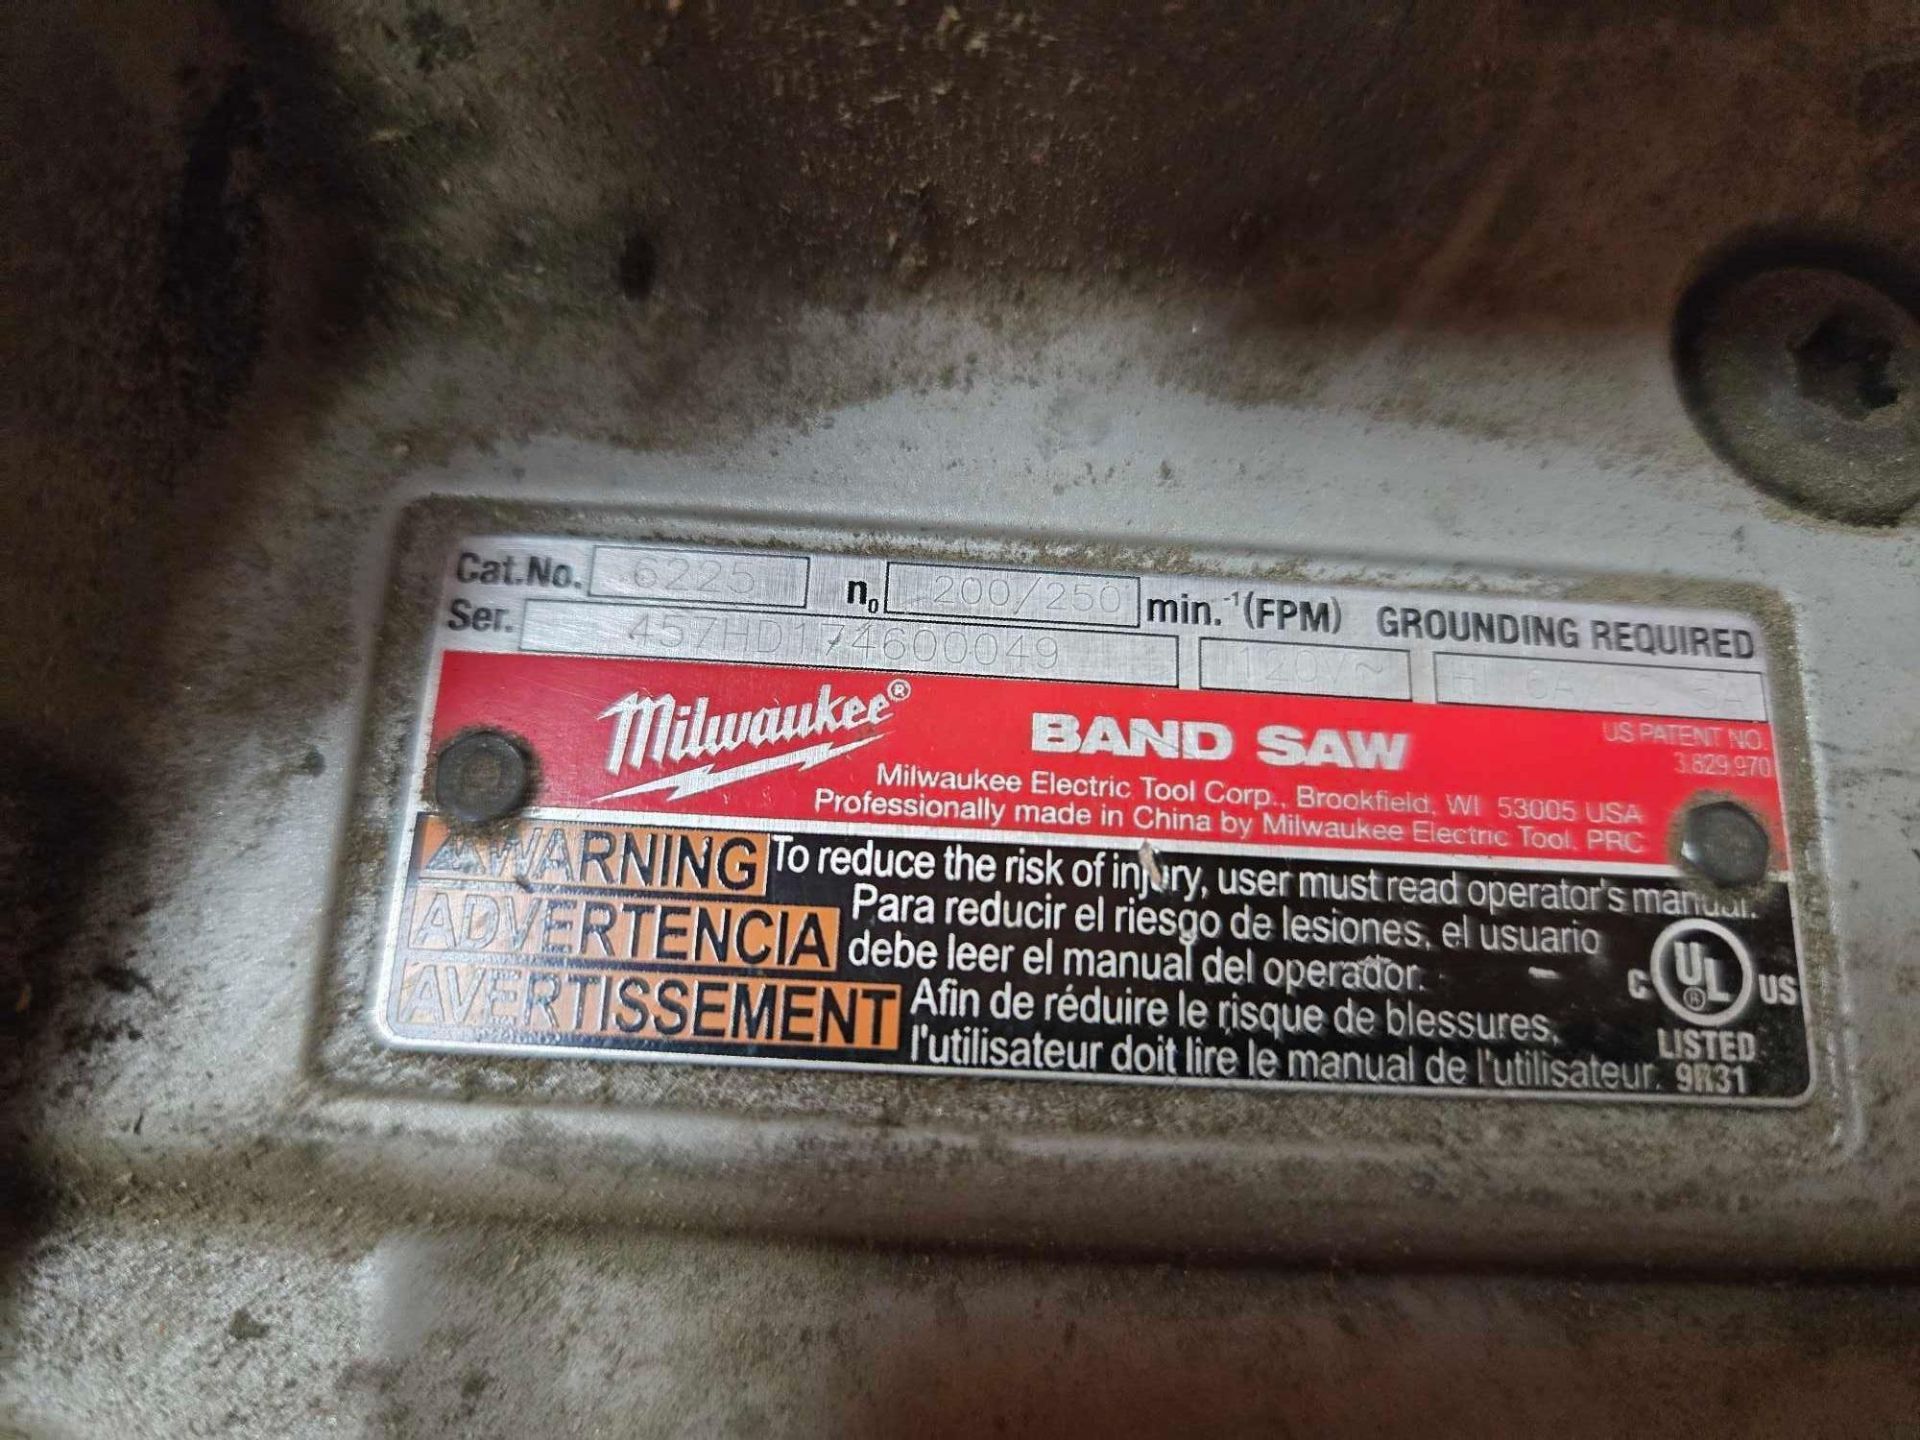 Cat.No. 6225 n0 200/250 min.-1(FPM) GROUNDING REQUIRED
Ser. 457HD174600049 120V~
Milwaukee® BAND SAW US PATENT NO.
3,829,970
Milwaukee Electric Tool Corp., Brookfield, WI 53005 USA
Professionally made in China by Milwaukee Electric Tool, PRC
WARNING To reduce the risk of injury, user must read operator's manual.
ADVERTENCIA Para reducir el riesgo de lesiones, el usuario
debe leer el manual del operador.
AVERTISSEMENT Afin de réduire le risque de blessures,
l'utilisateur doit lire le manual de l'utilisateur.
C UL® US
LISTED
9R31